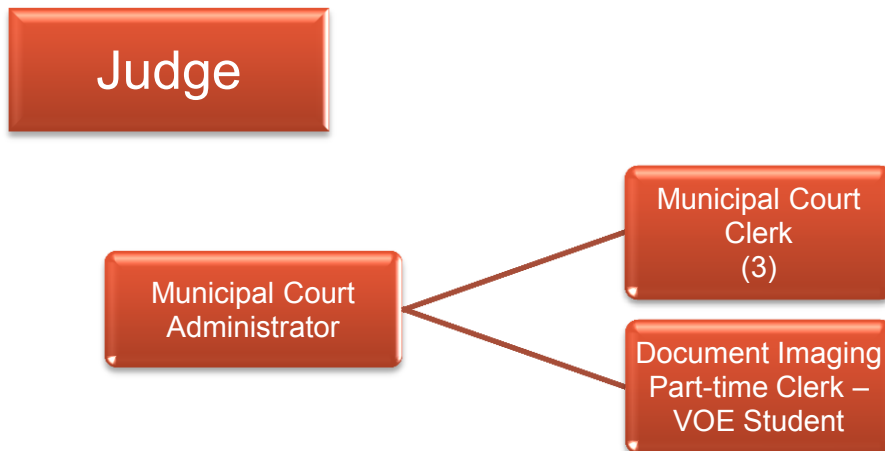 Judge
Municipal Court
Clerk
(3)
Municipal Court
Administrator
Document Imaging
Part-time Clerk –
VOE Student